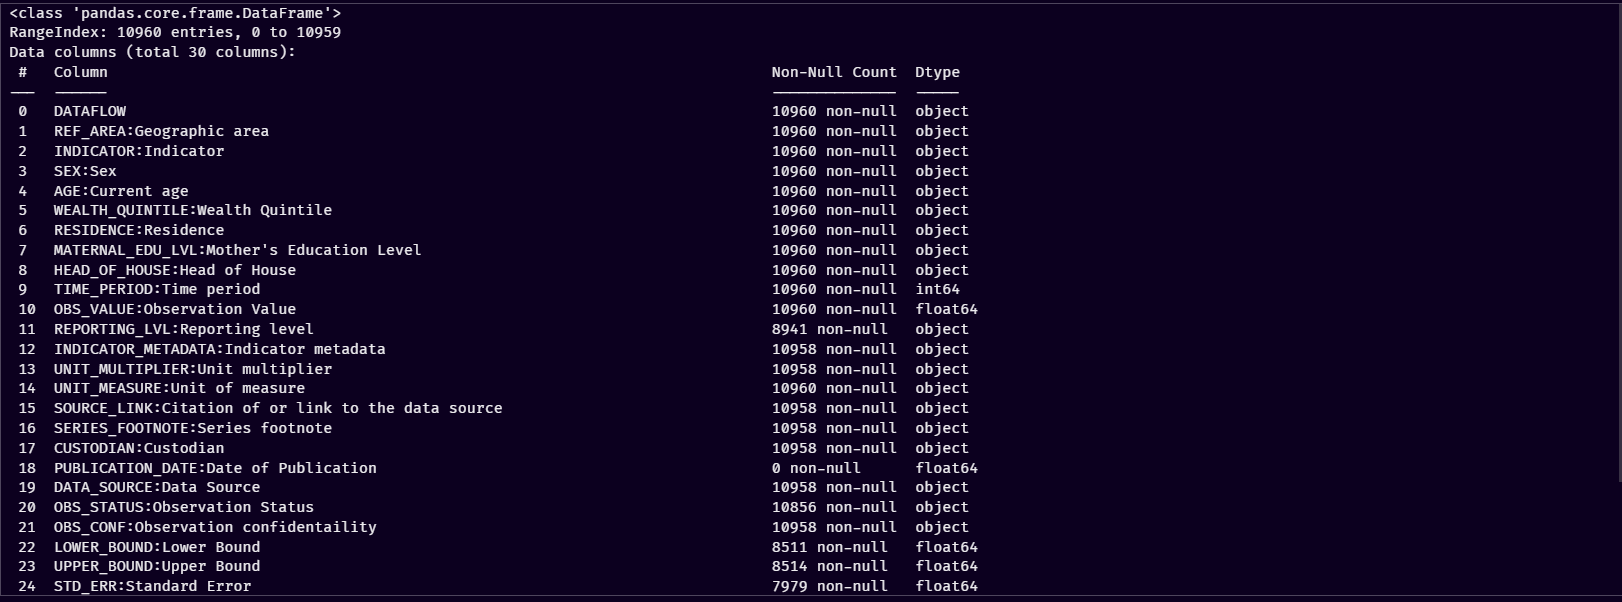 <class 'pandas.core.frame.DataFrame'>
RangeIndex: 10960 entries, 0 to 10959
Data columns (total 30 columns):
 #   Column                                                                          Non-Null Count  Dtype
---  ------                                                                          --------------  -----
 0   DATAFLOW                                                                        10960 non-null  object
 1   REF_AREA:Geographic area                                                        10960 non-null  object
 2   INDICATOR:Indicator                                                             10960 non-null  object
 3   SEX:Sex                                                                         10960 non-null  object
 4   AGE:Current age                                                                 10960 non-null  object
 5   WEALTH_QUINTILE:Wealth Quintile                                                 10960 non-null  object
 6   RESIDENCE:Residence                                                             10960 non-null  object
 7   MATERNAL_EDU_LVL:Mother's Education Level                                       10960 non-null  object
 8   HEAD_OF_HOUSE:Head of House                                                     10960 non-null  object
 9   TIME_PERIOD:Time period                                                         10960 non-null  int64
 10  OBS_VALUE:Observation Value                                                     10960 non-null  float64
 11  REPORTING_LVL:Reporting level                                                   8941 non-null   object
 12  INDICATOR_METADATA:Indicator metadata                                           10958 non-null  object
 13  UNIT_MULTIPLIER:Unit multiplier                                                 10958 non-null  object
 14  UNIT_MEASURE:Unit of measure                                                    10960 non-null  object
 15  SOURCE_LINK:Citation of or link to the data source                              10958 non-null  object
 16  SERIES_FOOTNOTE:Series footnote                                                 10958 non-null  object
 17  CUSTODIAN:Custodian                                                             10958 non-null  object
 18  PUBLICATION_DATE:Date of Publication                                            0 non-null      float64
 19  DATA_SOURCE:Data Source                                                         10958 non-null  object
 20  OBS_STATUS:Observation Status                                                   10856 non-null  object
 21  OBS_CONF:Observation confidentaility                                            10958 non-null  object
 22  LOWER_BOUND:Lower Bound                                                         8511 non-null   float64
 23  UPPER_BOUND:Upper Bound                                                         8514 non-null   float64
 24  STD_ERR:Standard Error                                                          7979 non-null   float64